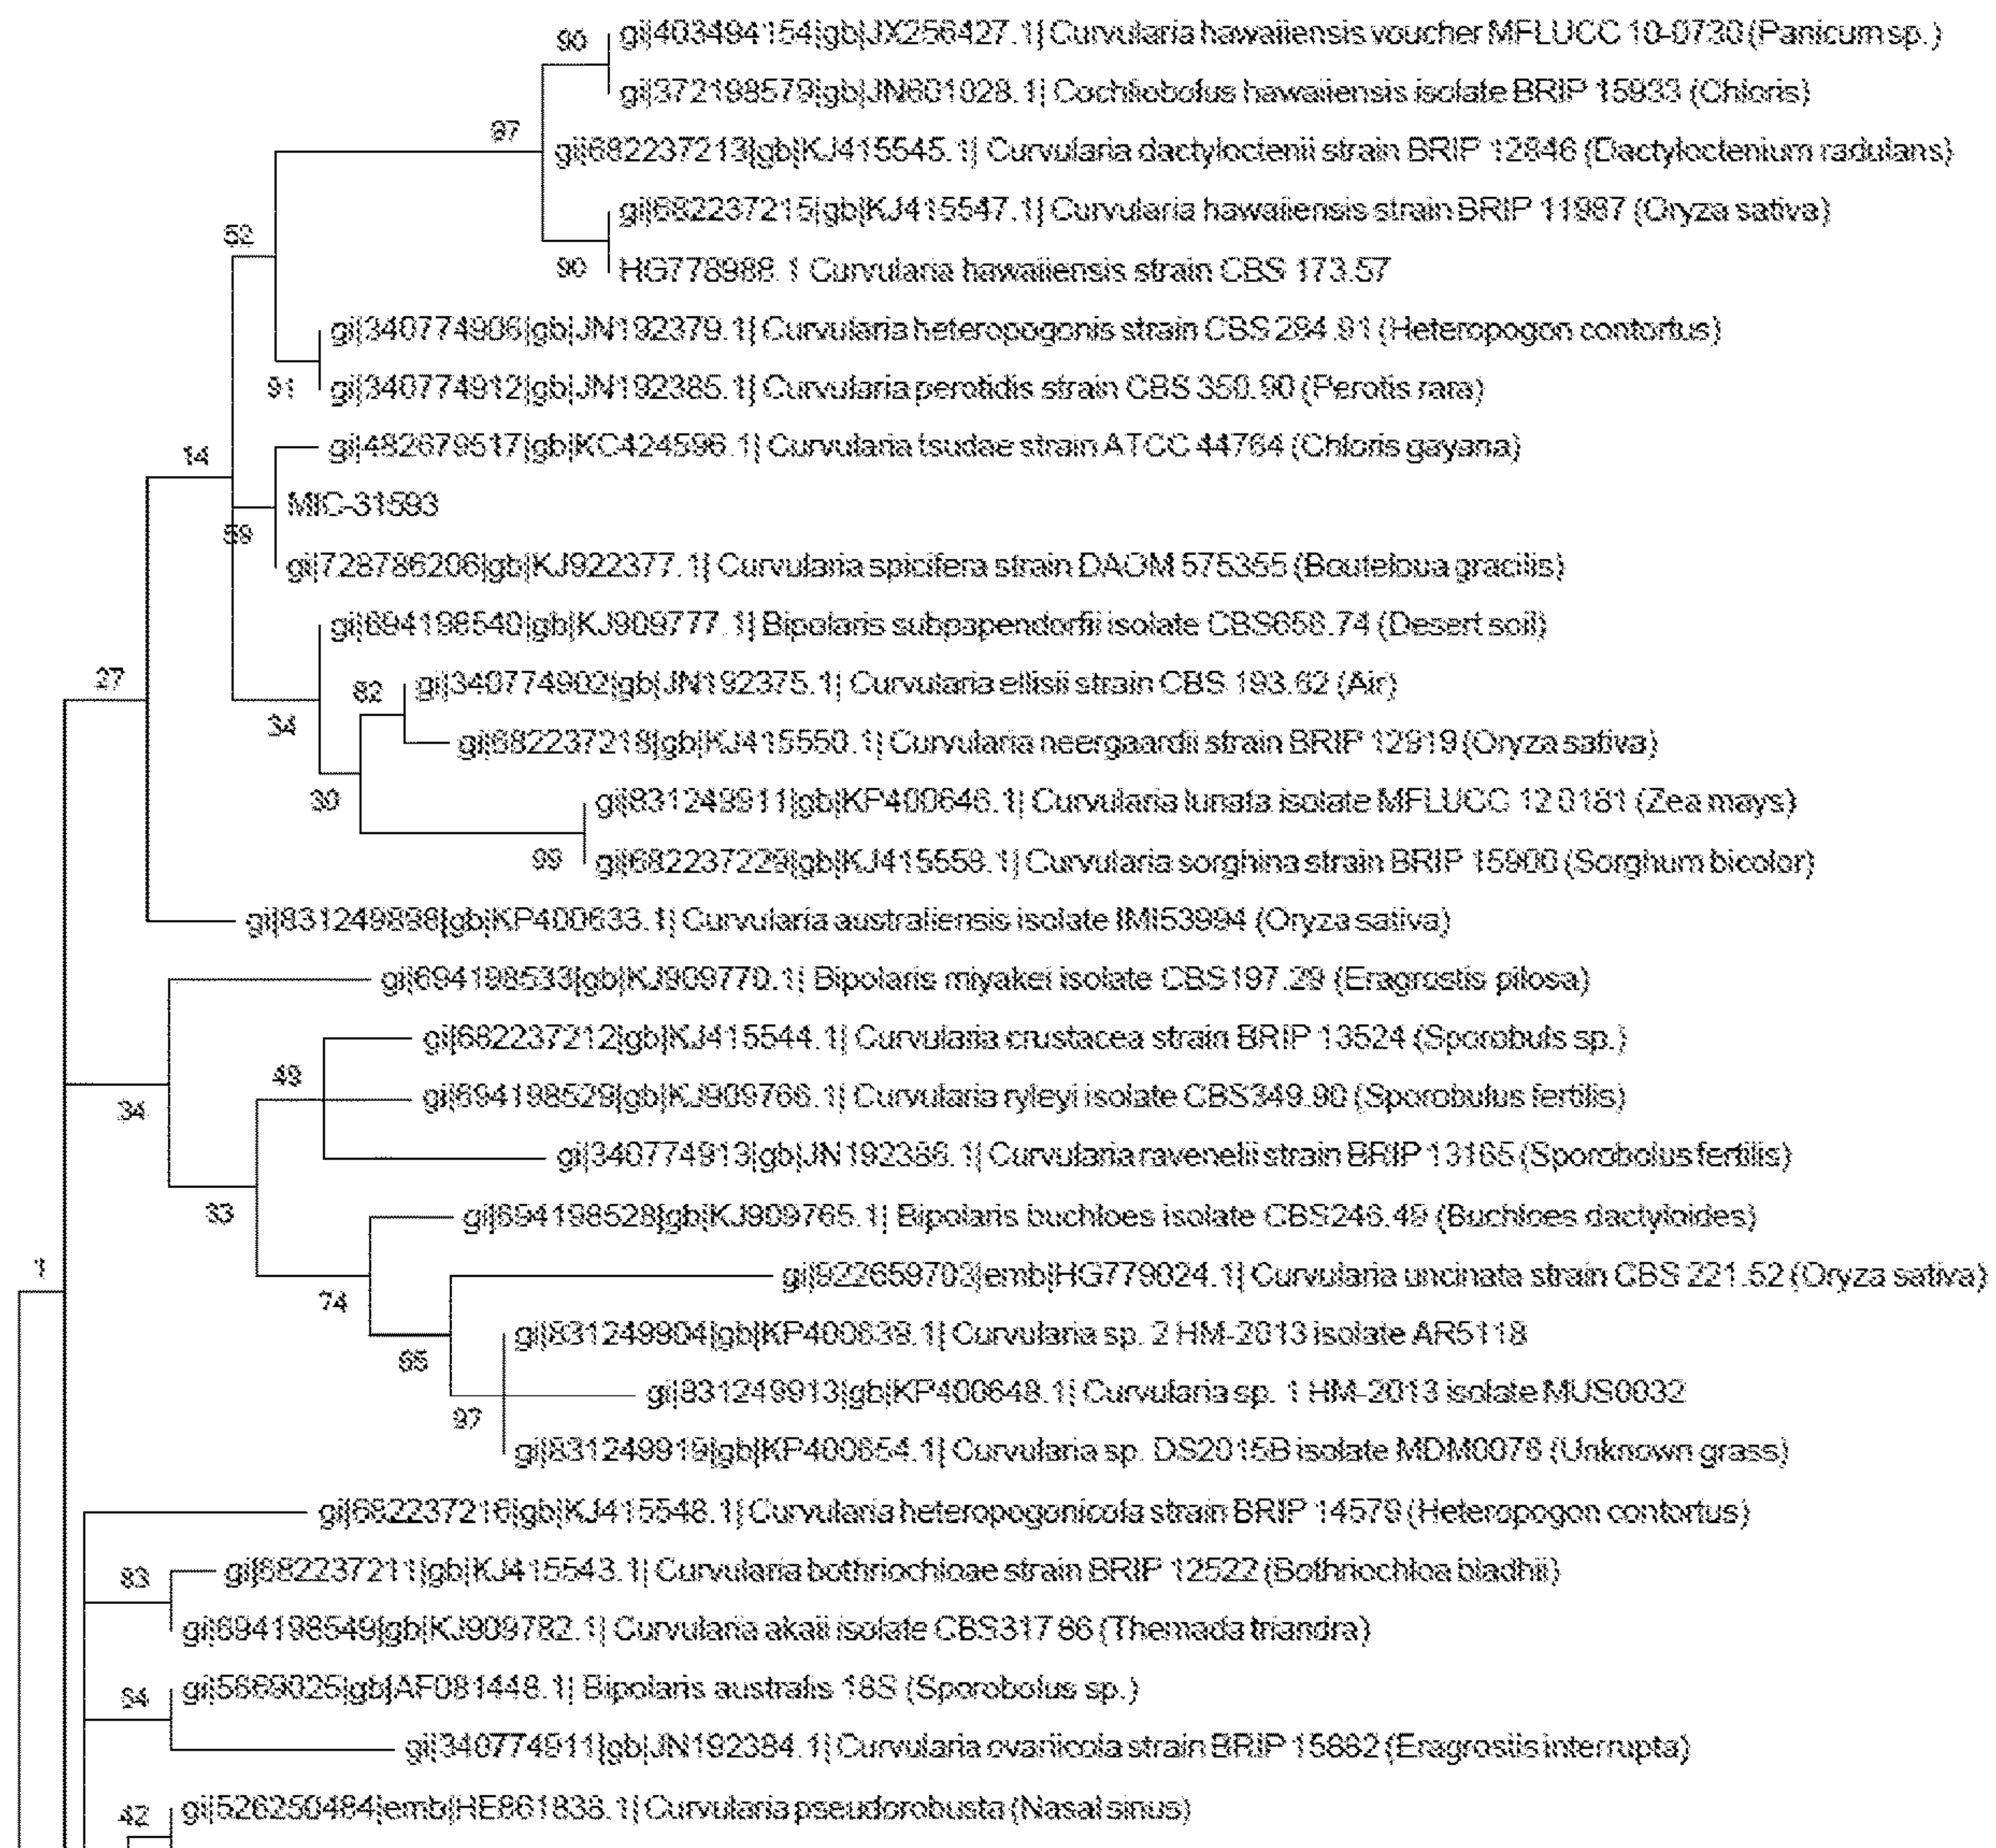 90
gi|403494154|gb|JX256427.1| Curvularia hawaiiensis voucher MFLUCC 10-0730 (Panicum sp.)
gi|372198579|gb|JN601028.1| Cochliobolus hawaiiensis isolate BRIP 15933 (Chloris)
97
gi|682237213|gb|KJ415545.1| Curvularia dactyloctenii strain BRIP 12846 (Dactyloctenium radulans)
gi|682237215|gb|KJ415547.1| Curvularia hawaiiensis strain BRIP 11987 (Oryza sativa)
52
90
HG778988.1 Curvularia hawaiiensis strain CBS 173.57
gi|340774906|gb|JN192379.1| Curvularia heteropogonis strain CBS 284.91 (Heteropogon contortus)
91
gi|340774912|gb|JN192385.1| Curvularia perotidis strain CBS 350.90 (Perotis rara)
14
gi|482679517|gb|KC424596.1| Curvularia tsudae strain ATCC 44764 (Chloris gayana)
MIC-31593
59
gi|728786206|gb|KJ922377.1| Curvularia spicifera strain DAOM 575355 (Bouteloua gracilis)
gi|694198540|gb|KJ909777.1| Bipolaris subpapendorfii isolate CBS656.74 (Desert soil)
27
82
gi|340774902|gb|JN192375.1| Curvularia ellisii strain CBS 193.62 (Air)
34
gi|682237218|gb|KJ415550.1| Curvularia neergaardii strain BRIP 12919 (Oryza sativa)
30
gi|831249911|gb|KP400646.1| Curvularia lunata isolate MFLUCC 12 0181 (Zea mays)
99
gi|682237229|gb|KJ415558.1| Curvularia sorghina strain BRIP 15900 (Sorghum bicolor)
gi|831249898|gb|KP400633.1| Curvularia australiensis isolate IMI53994 (Oryza sativa)
gi|694198533|gb|KJ909770.1| Bipolaris miyakei isolate CBS197.29 (Eragrostis pilosa)
gi|682237212|gb|KJ415544.1| Curvularia crustacea strain BRIP 13524 (Sporobuls sp.)
49
34
gi|694198529|gb|KJ909766.1| Curvularia ryleyi isolate CBS349.90 (Sporobulus fertilis)
gi|340774913|gb|JN192386.1| Curvularia ravenelii strain BRIP 13165 (Sporobolus fertilis)
33
gi|694198528|gb|KJ909765.1| Bipolaris buchloes isolate CBS246.49 (Buchloes dactyloides)
1
74
gi|922659703|emb|HG779024.1| Curvularia uncinata strain CBS 221.52 (Oryza sativa)
gi|831249904|gb|KP400639.1| Curvularia sp. 2 HM-2013 isolate AR5118
gi|831249913|gb|KP400648.1| Curvularia sp. 1 HM-2013 isolate MUS0032
97
gi|831249919|gb|KP400654.1| Curvularia sp. DS2015B isolate MDM0076 (Unknown grass)
gi|682237216|gb|KJ415548.1| Curvularia heteropogonicola strain BRIP 14579 (Heteropogon contortus)
83
gi|682237211|gb|KJ415543.1| Curvularia bothriochloae strain BRIP 12522 (Bothriochloa bladhii)
gi|694198549|gb|KJ909782.1| Curvularia akaii isolate CBS317 86 (Themada triandra)
gi|5669025|gb|AF081448.1| Bipolaris australis 18S (Sporobolus sp.)
gi|340774911|gb|JN192384.1| Curvularia ovariicola strain BRIP 15882 (Eragrostis interrupta)
42
gi|526250484|emb|HE861838.1| Curvularia pseudorobusta (Nasal sinus)